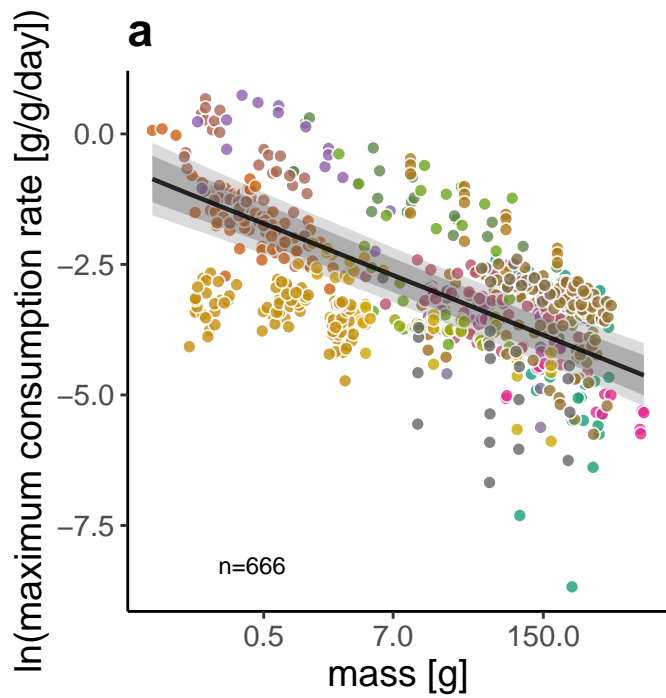 a
ln(maximum consumption rate [g/g/day])
0.0
−2.5
−5.0
−7.5
n=666
0.5 7.0 150.0
mass [g]